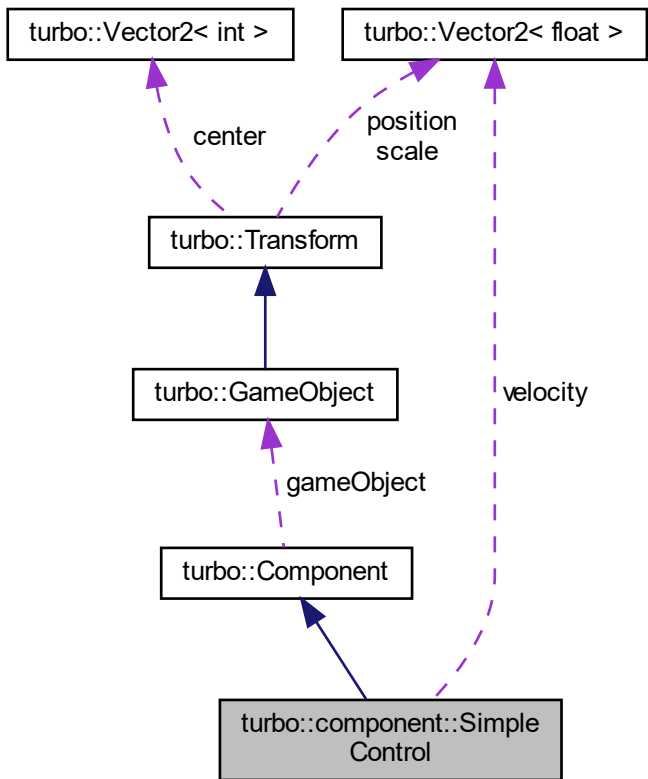 turbo::Vector2< int >
turbo::Vector2< float >
center
position
scale
turbo::Transform
turbo::GameObject
velocity
gameObject
turbo::Component
turbo::component::Simple
Control